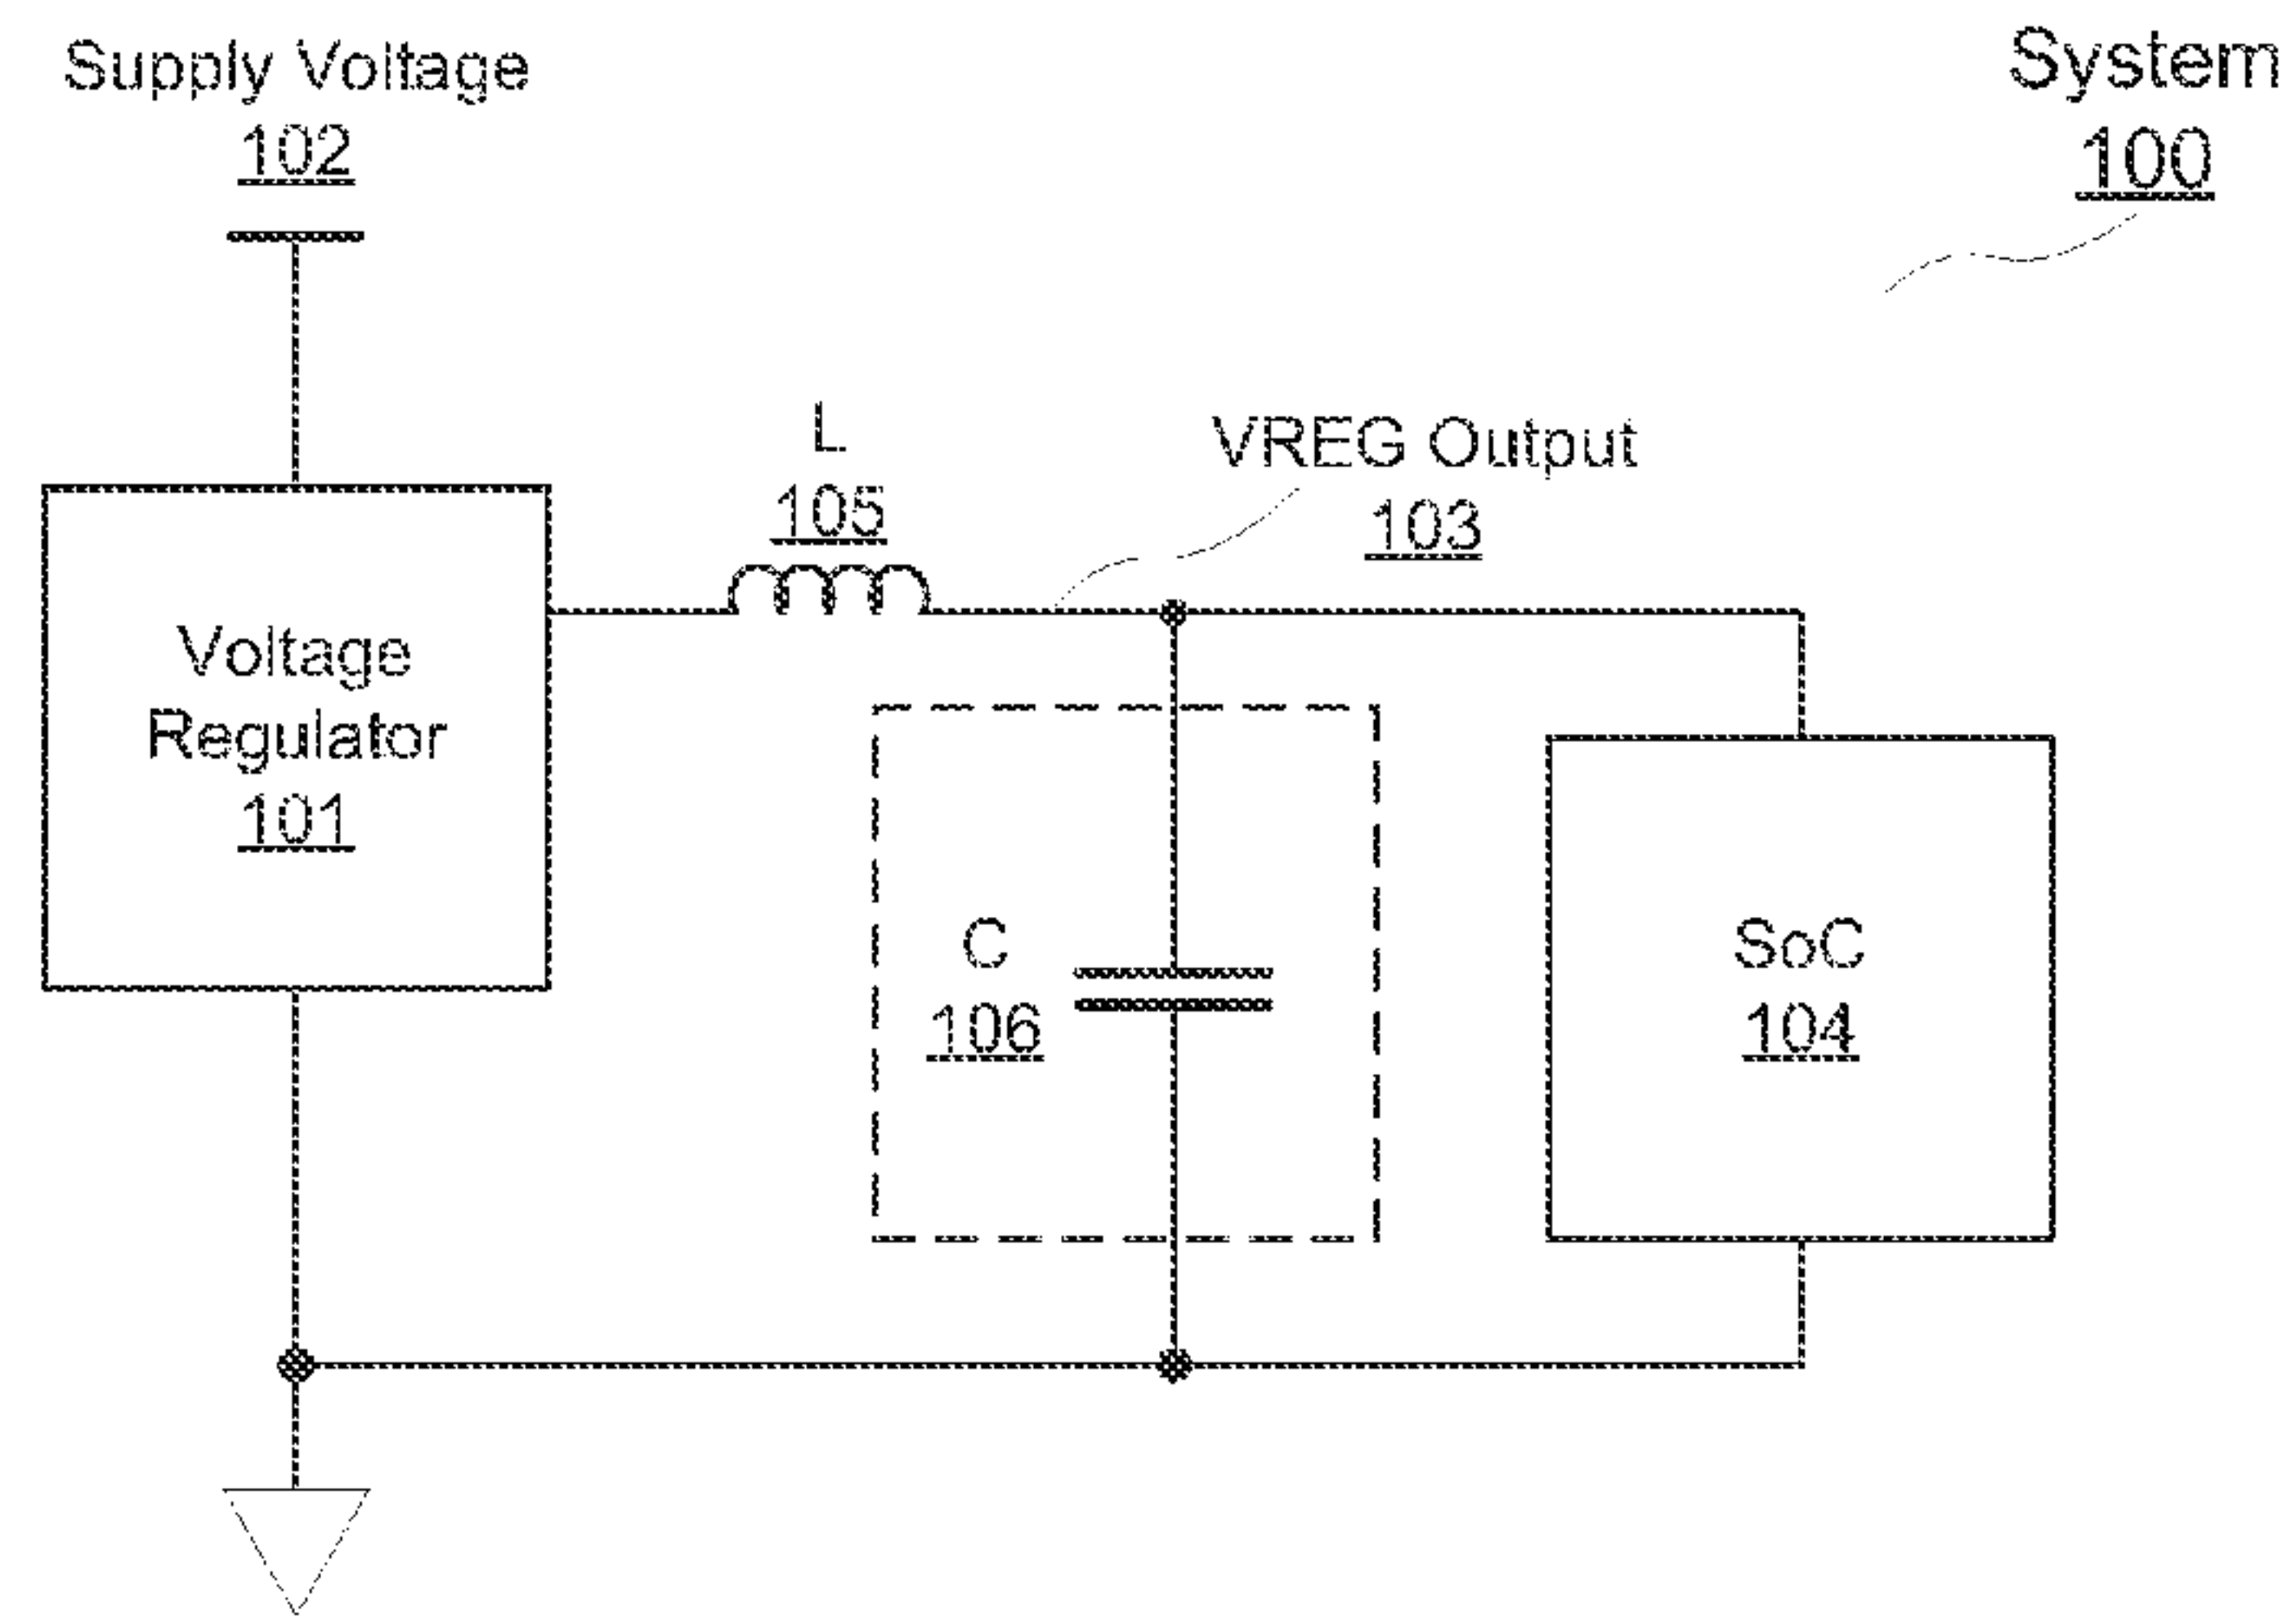 Supply Voltage
102
System
100
L
105
VREG Output
103
Voltage
Regulator
101
C
106
SoC
104